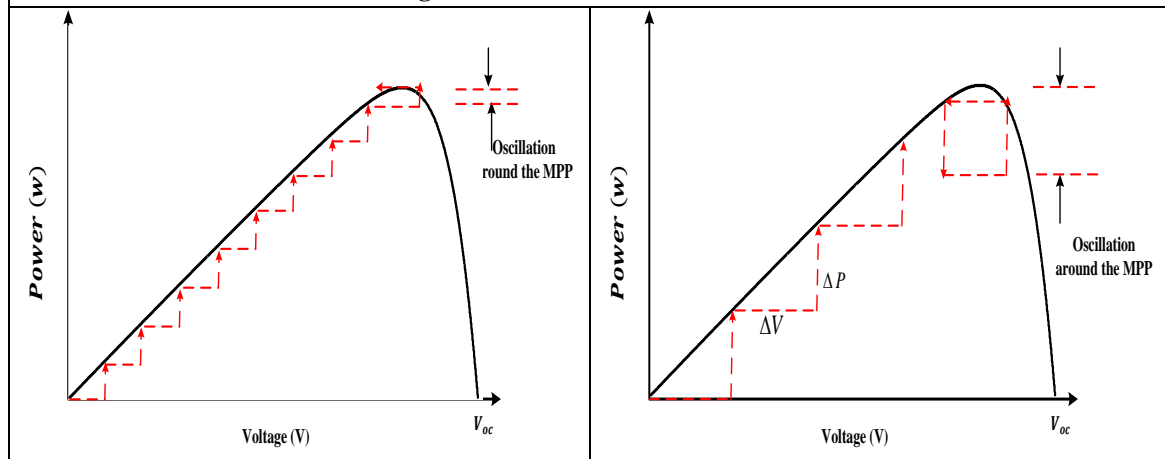 Power (w)
Oscillation
round the MPP
Voltage (V)
V_oc
Power (w)
ΔP
ΔV
Oscillation
around the MPP
Voltage (V)
V_oc